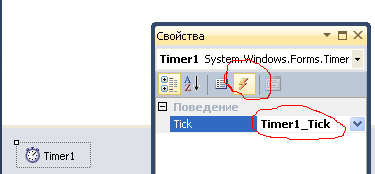 Свойства
Timer1 System.Windows.Forms.Timer
Поведение
Tick Timer1_Tick
Timer1